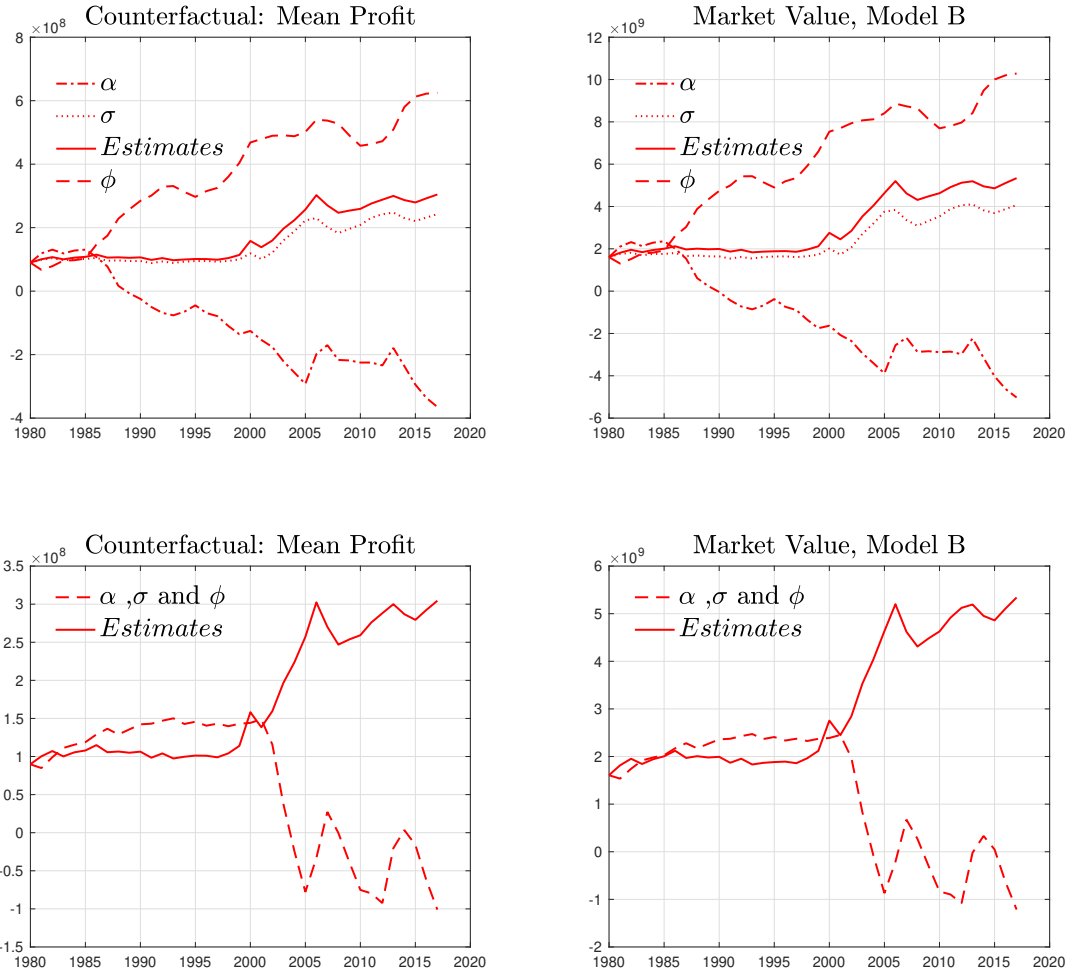 Counterfactual: Mean Profit
×10^8
8
6
4
2
0
-2
-4
1980 1985 1990 1995 2000 2005 2010 2015 2020
α
σ
Estimates
ϕ
Market Value, Model B
×10^9
12
10
8
6
4
2
0
-2
-4
-6
1980 1985 1990 1995 2000 2005 2010 2015 2020
α
σ
Estimates
ϕ
Counterfactual: Mean Profit
×10^8
3.5
3
2.5
2
1.5
1
0.5
0
-0.5
-1
-1.5
1980 1985 1990 1995 2000 2005 2010 2015 2020
α ,σ and ϕ
Estimates
Market Value, Model B
×10^9
6
5
4
3
2
1
0
-1
-2
1980 1985 1990 1995 2000 2005 2010 2015 2020
α ,σ and ϕ
Estimates